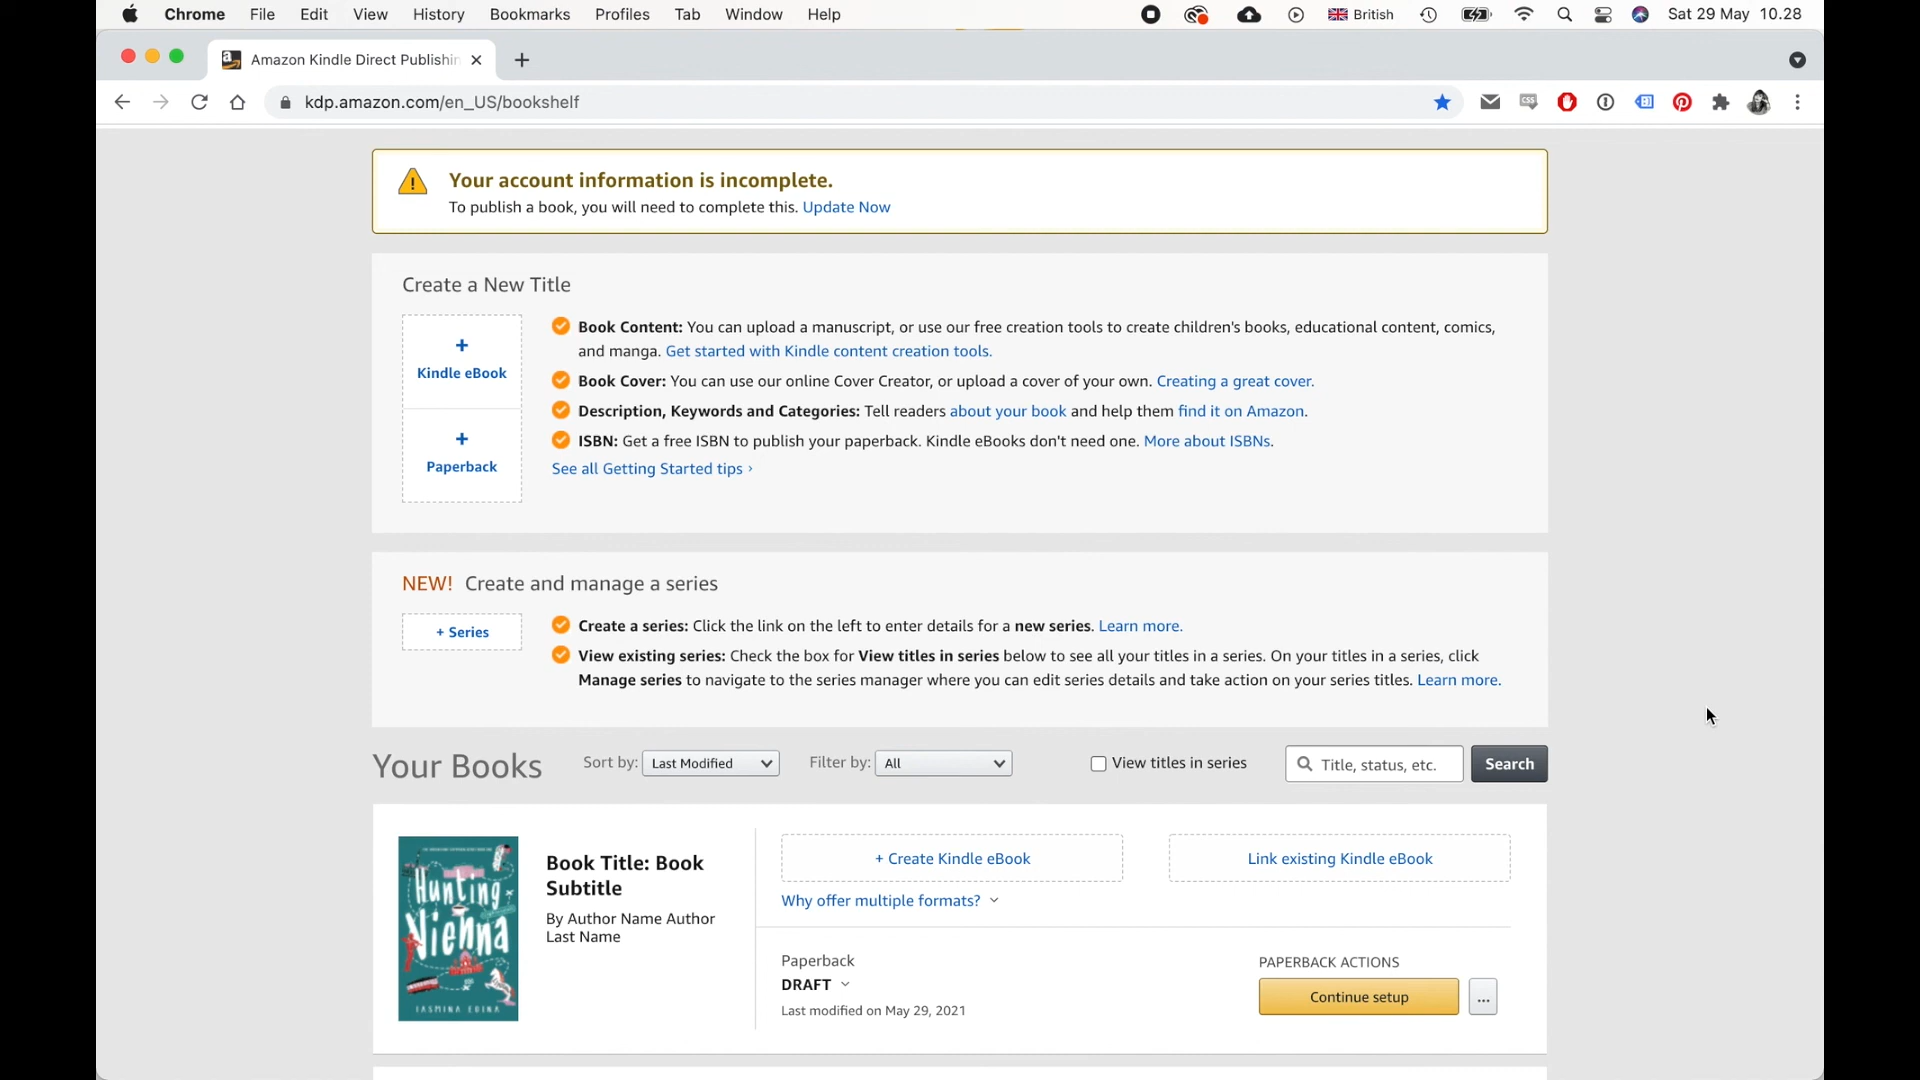 Chrome File Edit View History Bookmarks Profiles Tab Window Help British Sat 29 May 10.28
Amazon Kindle Direct Publishin
kdp.amazon.com/en_US/bookshelf
Your account information is incomplete.
To publish a book, you will need to complete this. Update Now
Create a New Title
+
Kindle eBook
+
Paperback
Book Content: You can upload a manuscript, or use our free creation tools to create children's books, educational content, comics,
and manga. Get started with Kindle content creation tools.
Book Cover: You can use our online Cover Creator, or upload a cover of your own. Creating a great cover.
Description, Keywords and Categories: Tell readers about your book and help them find it on Amazon.
ISBN: Get a free ISBN to publish your paperback. Kindle eBooks don't need one. More about ISBNs.
See all Getting Started tips ›
NEW! Create and manage a series
+ Series
Create a series: Click the link on the left to enter details for a new series. Learn more.
View existing series: Check the box for View titles in series below to see all your titles in a series. On your titles in a series, click
Manage series to navigate to the series manager where you can edit series details and take action on your series titles. Learn more.
Your Books Sort by: Last Modified Filter by: All View titles in series Title, status, etc. Search
Hunting
Vienna
TASMINA EDINA
Book Title: Book
Subtitle
By Author Name Author
Last Name
+ Create Kindle eBook
Link existing Kindle eBook
Why offer multiple formats?
Paperback
DRAFT
Last modified on May 29, 2021
PAPERBACK ACTIONS
Continue setup ...